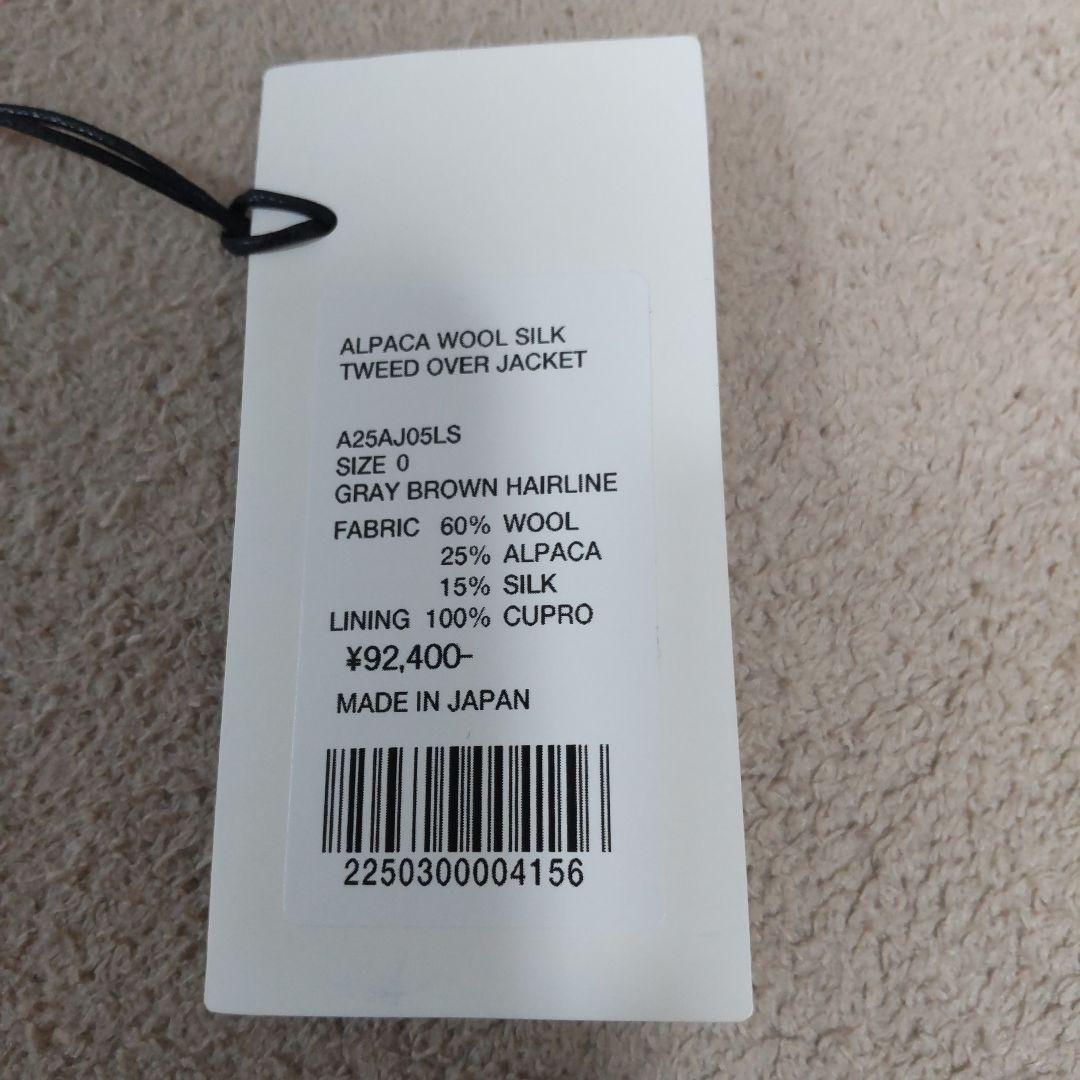 ALPACA WOOL SILK
TWEED OVER JACKET
A25AJ05LS
SIZE 0
GRAY BROWN HAIRLINE
FABRIC 60% WOOL
25% ALPACA
15% SILK
LINING 100% CUPRO
¥92,400-
MADE IN JAPAN
2250300004156